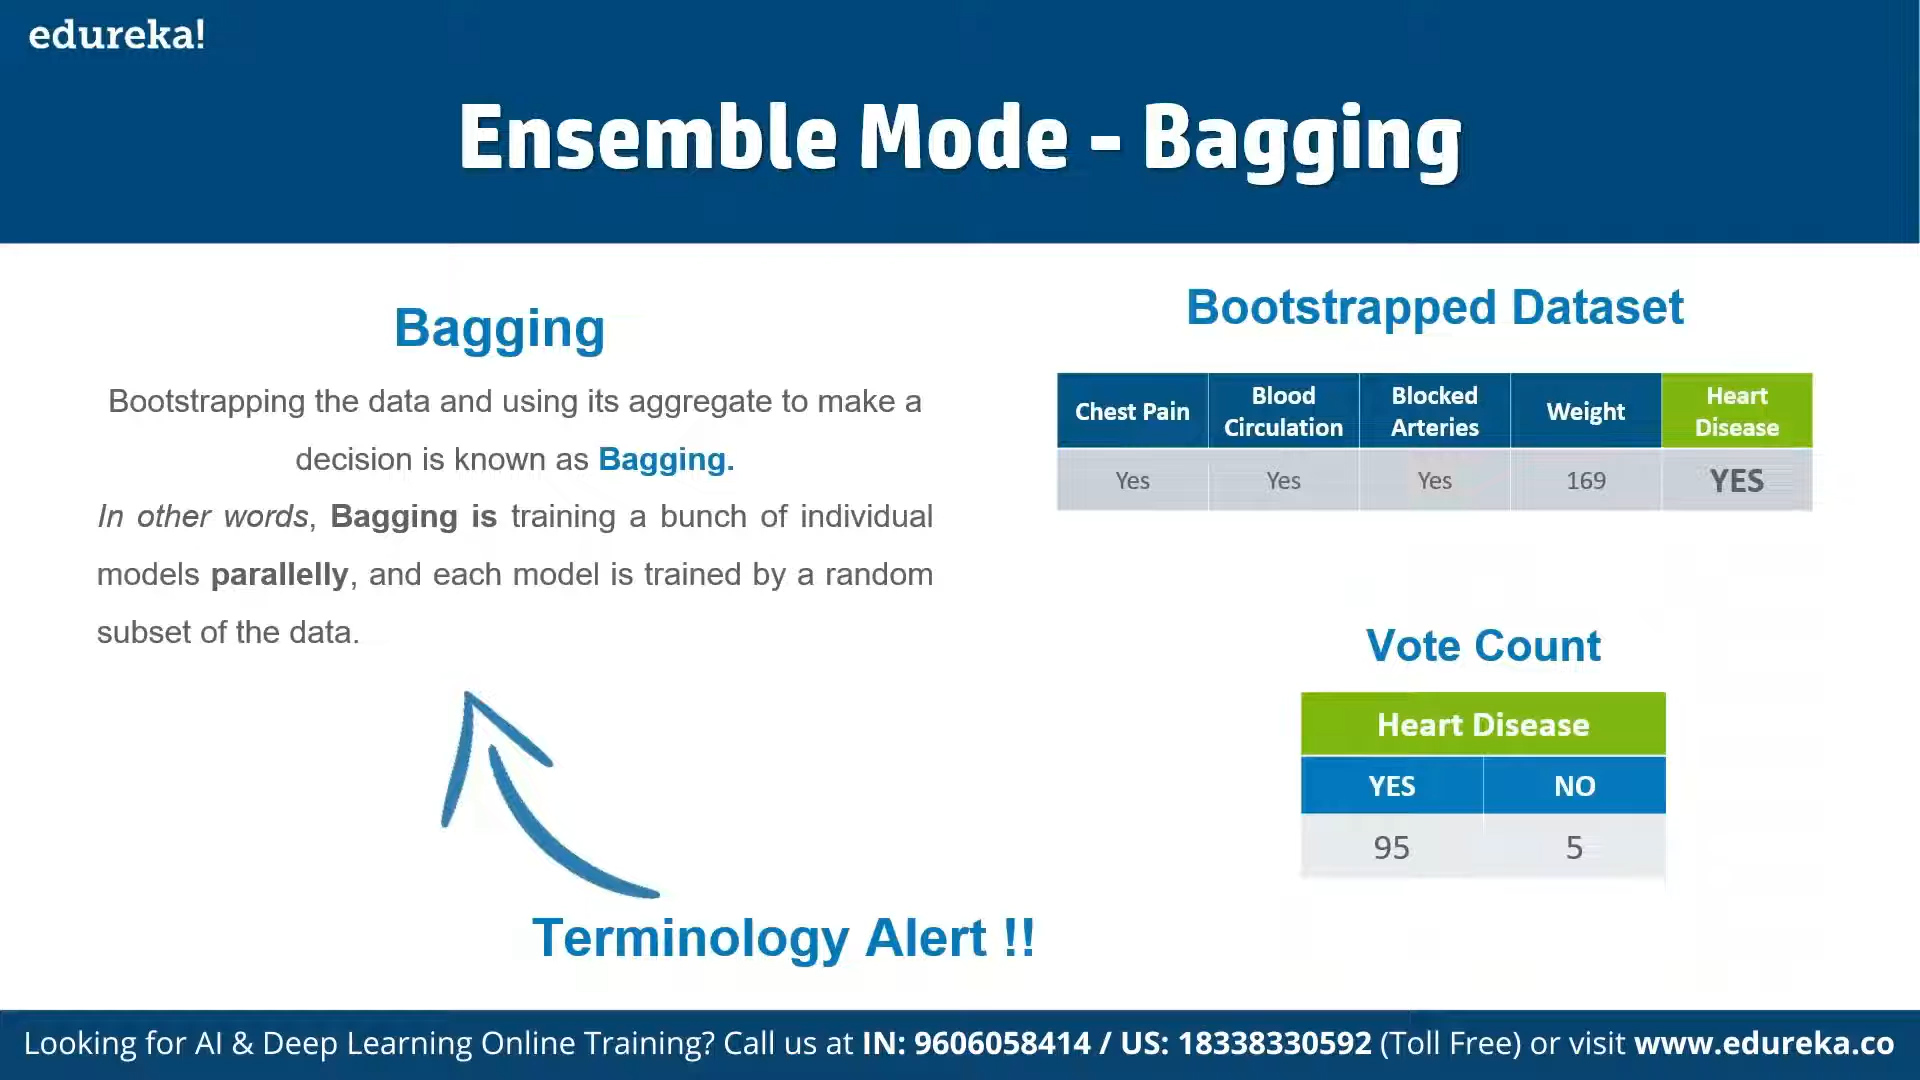 edureka!
Ensemble Mode - Bagging
Bagging
Bootstrapping the data and using its aggregate to make a
decision is known as Bagging.
In other words, Bagging is training a bunch of individual
models parallelly, and each model is trained by a random
subset of the data.
Terminology Alert !!
Bootstrapped Dataset
Chest Pain Blood Circulation Blocked Arteries Weight Heart Disease
Yes Yes Yes 169 YES
Vote Count
Heart Disease
YES NO
95 5
Looking for AI & Deep Learning Online Training? Call us at IN: 9606058414 / US: 18338330592 (Toll Free) or visit www.edureka.co